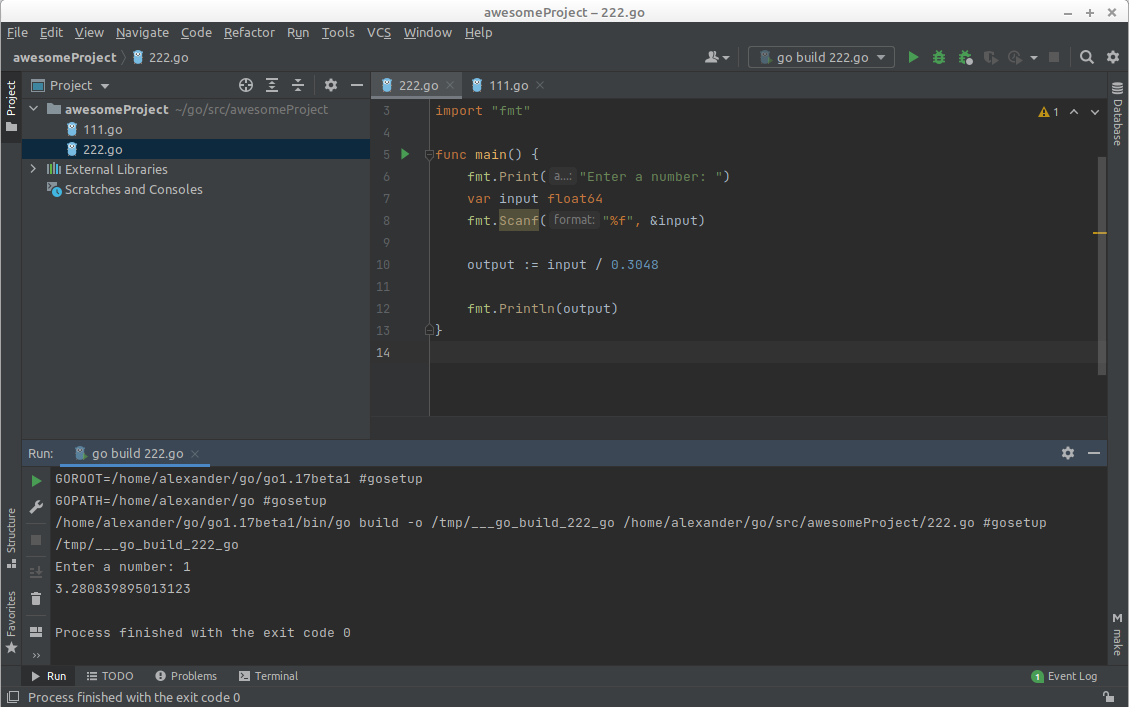 awesomeProject – 222.go
File Edit View Navigate Code Refactor Run Tools VCS Window Help
awesomeProject 222.go go build 222.go
Project
Project
222.go
111.go
awesomeProject ~/go/src/awesomeProject
111.go
222.go
External Libraries
Scratches and Consoles
3 import "fmt"
1
4
5 func main() {
6 fmt.Print( a...: "Enter a number: ")
7 var input float64
8 fmt.Scanf( format: "%f", &input)
9
10 output := input / 0.3048
11
12 fmt.Println(output)
13 }
14
Database
Run: go build 222.go
GOROOT=/home/alexander/go/go1.17beta1 #gosetup
GOPATH=/home/alexander/go #gosetup
/home/alexander/go/go1.17beta1/bin/go build -o /tmp/___go_build_222_go /home/alexander/go/src/awesomeProject/222.go #gosetup
/tmp/___go_build_222_go
Enter a number: 1
3.280839895013123
Process finished with the exit code 0
Structure
Favorites
M make
Run TODO Problems Terminal 1 Event Log
Process finished with the exit code 0